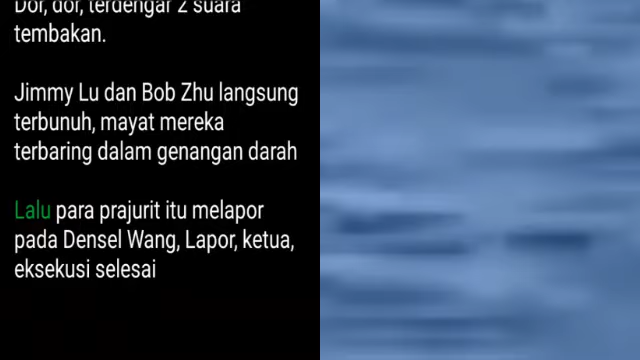 Dor, dor, terdengar 2 suara
tembakan.
Jimmy Lu dan Bob Zhu langsung
terbunuh, mayat mereka
terbaring dalam genangan darah
Lalu para prajurit itu melapor
pada Densel Wang, Lapor, ketua,
eksekusi selesai